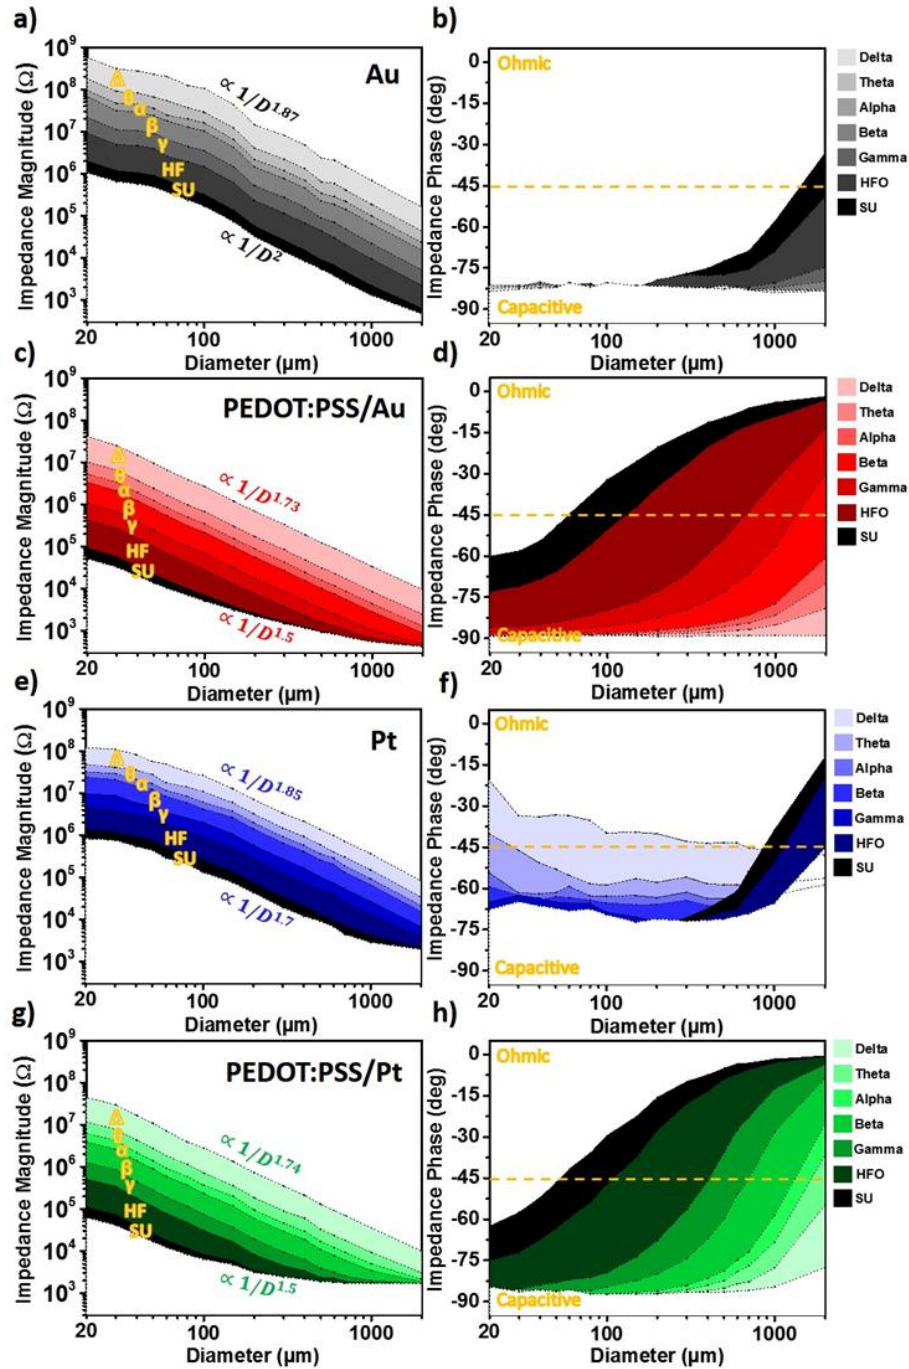 a)
Au
Impedance Magnitude (Ω)
10⁹
10⁸
10⁷
10⁶
10⁵
10⁴
10³
Δ
θ
α
β
γ
HF
SU
∝ 1/D^1.87
∝ 1/D^2
20
100
1000
Diameter (µm)
b)
Ohmic
Capacitive
Impedance Phase (deg)
0
-15
-30
-45
-60
-75
-90
20
100
1000
Diameter (µm)
Delta
Theta
Alpha
Beta
Gamma
HFO
SU
c)
PEDOT:PSS/Au
Impedance Magnitude (Ω)
10⁹
10⁸
10⁷
10⁶
10⁵
10⁴
10³
Δ
θ
α
β
γ
HF
SU
∝ 1/D^1.73
∝ 1/D^1.5
20
100
1000
Diameter (µm)
d)
Ohmic
Capacitive
Impedance Phase (deg)
0
-15
-30
-45
-60
-75
-90
20
100
1000
Diameter (µm)
Delta
Theta
Alpha
Beta
Gamma
HFO
SU
e)
Pt
Impedance Magnitude (Ω)
10⁹
10⁸
10⁷
10⁶
10⁵
10⁴
10³
Δ
θ
α
β
γ
HF
SU
∝ 1/D^1.85
∝ 1/D^1.7
20
100
1000
Diameter (µm)
f)
Ohmic
Capacitive
Impedance Phase (deg)
0
-15
-30
-45
-60
-75
-90
20
100
1000
Diameter (µm)
Delta
Theta
Alpha
Beta
Gamma
HFO
SU
g)
PEDOT:PSS/Pt
Impedance Magnitude (Ω)
10⁹
10⁸
10⁷
10⁶
10⁵
10⁴
10³
Δ
θ
α
β
γ
HF
SU
∝ 1/D^1.74
∝ 1/D^1.5
20
100
1000
Diameter (µm)
h)
Ohmic
Capacitive
Impedance Phase (deg)
0
-15
-30
-45
-60
-75
-90
20
100
1000
Diameter (µm)
Delta
Theta
Alpha
Beta
Gamma
HFO
SU